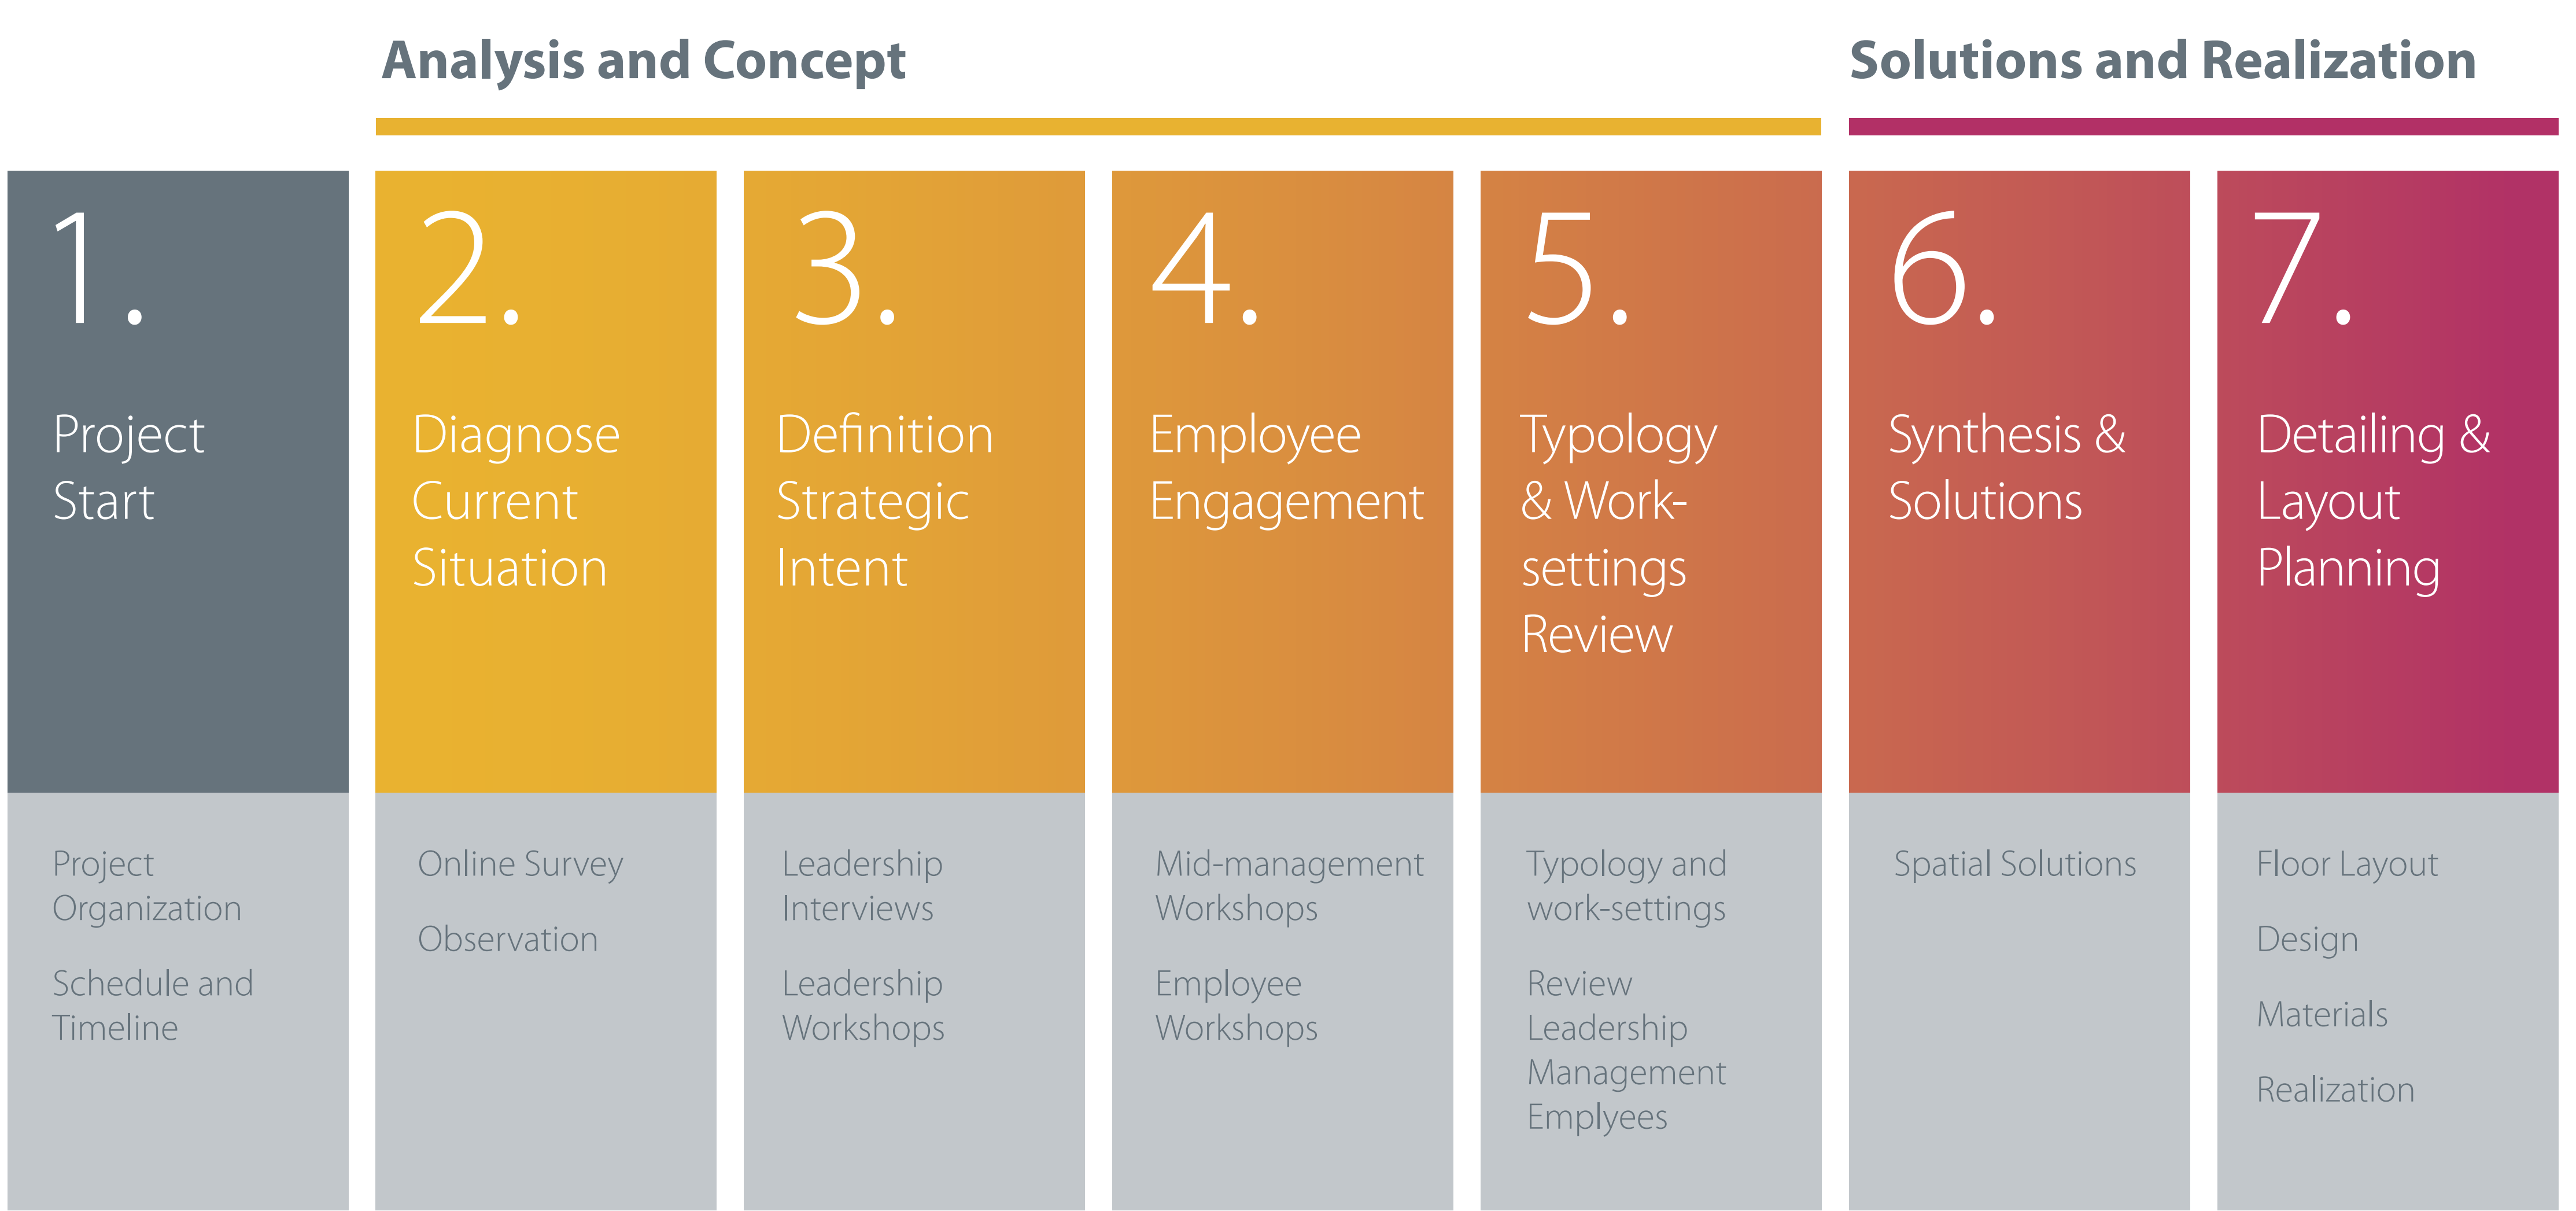 Analysis and Concept
Solutions and Realization
1.
Project
Start
Project
Organization
Schedule and
Timeline
2.
Diagnose
Current
Situation
Online Survey
Observation
3.
Definition
Strategic
Intent
Leadership
Interviews
Leadership
Workshops
4.
Employee
Engagement
Mid-management
Workshops
Employee
Workshops
5.
Typology
& Work-
settings
Review
Typology and
work-settings
Review
Leadership
Management
Emplyees
6.
Synthesis &
Solutions
Spatial Solutions
7.
Detailing &
Layout
Planning
Floor Layout
Design
Materials
Realization